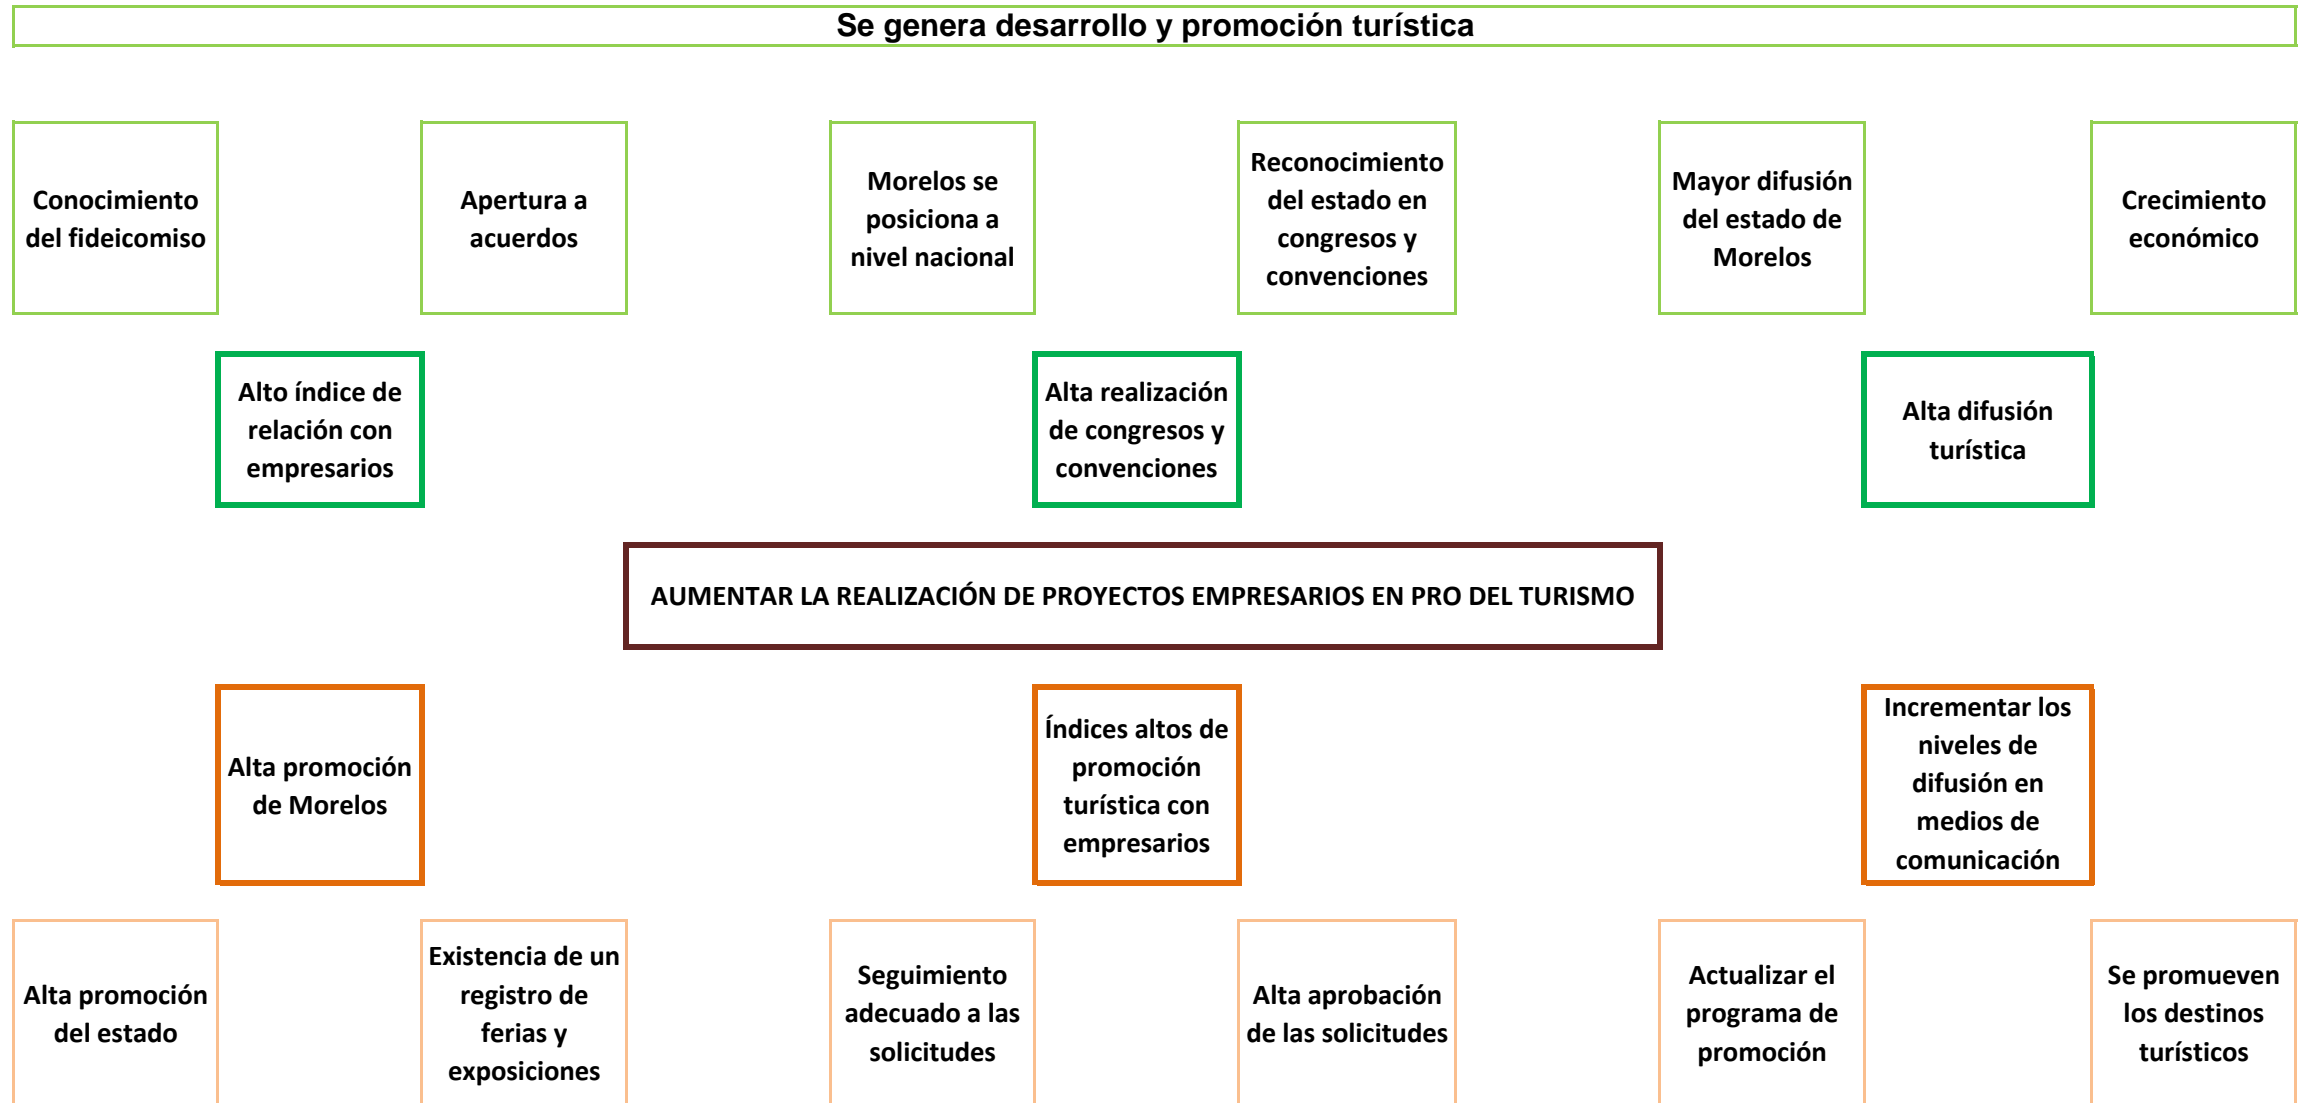 Se genera desarrollo y promoción turística
Conocimiento
del fideicomiso
Apertura a
acuerdos
Morelos se
posiciona a
nivel nacional
Reconocimiento
del estado en
congresos y
convenciones
Mayor difusión
del estado de
Morelos
Crecimiento
económico
Alto índice de
relación con
empresarios
Alta realización
de congresos y
convenciones
Alta difusión
turística
AUMENTAR LA REALIZACIÓN DE PROYECTOS EMPRESARIOS EN PRO DEL TURISMO
Alta promoción
de Morelos
Índices altos de
promoción
turística con
empresarios
Incrementar los
niveles de
difusión en
medios de
comunicación
Alta promoción
del estado
Existencia de un
registro de
ferias y
exposiciones
Seguimiento
adecuado a las
solicitudes
Alta aprobación
de las solicitudes
Actualizar el
programa de
promoción
Se promueven
los destinos
turísticos